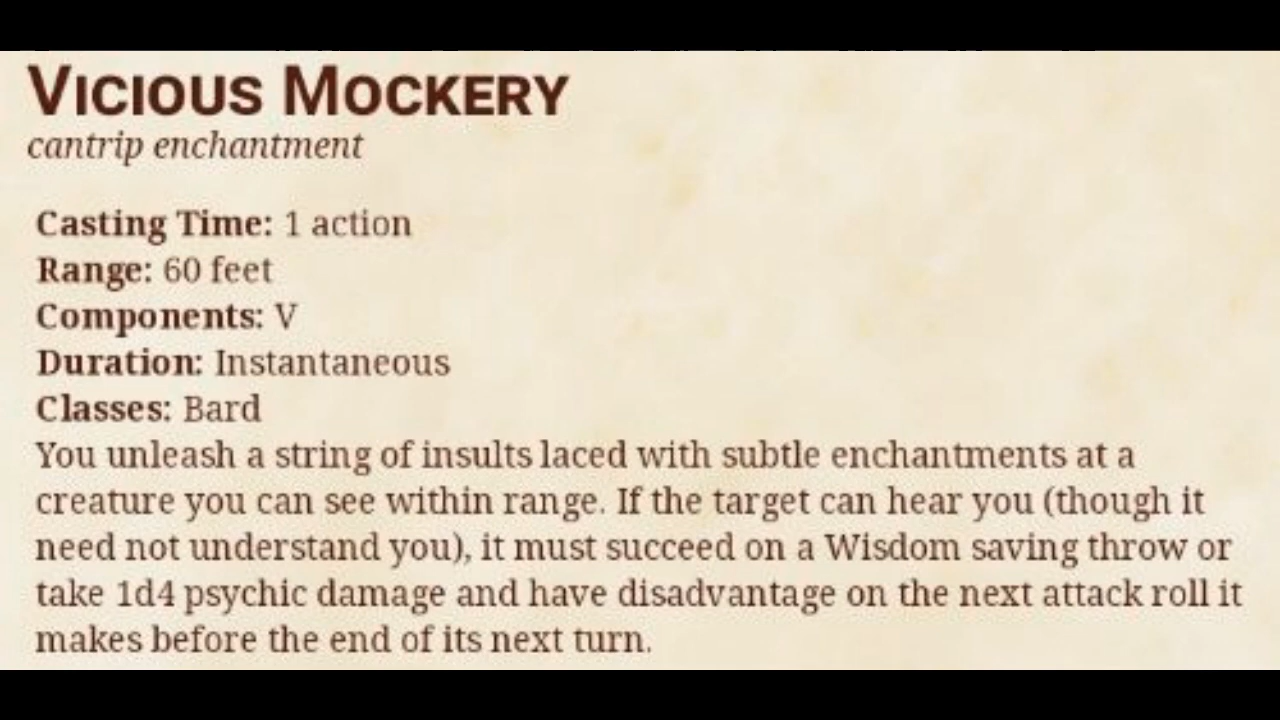 Vicious Mockery
cantrip enchantment
Casting Time: 1 action
Range: 60 feet
Components: V
Duration: Instantaneous
Classes: Bard
You unleash a string of insults laced with subtle enchantments at a
creature you can see within range. If the target can hear you (though it
need not understand you), it must succeed on a Wisdom saving throw or
take 1d4 psychic damage and have disadvantage on the next attack roll it
makes before the end of its next turn.